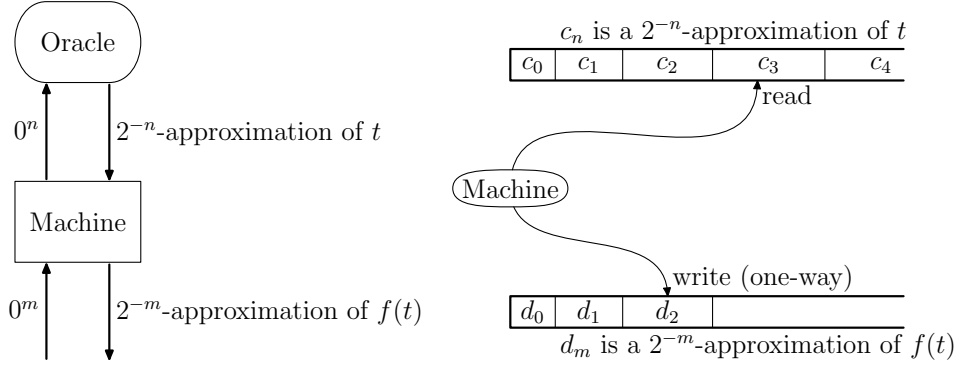 Oracle
0^n
2^{-n}-approximation of t
Machine
0^m
2^{-m}-approximation of f(t)
c_n is a 2^{-n}-approximation of t
c_0 c_1 c_2 c_3 c_4
read
Machine
write (one-way)
d_0 d_1 d_2
d_m is a 2^{-m}-approximation of f(t)